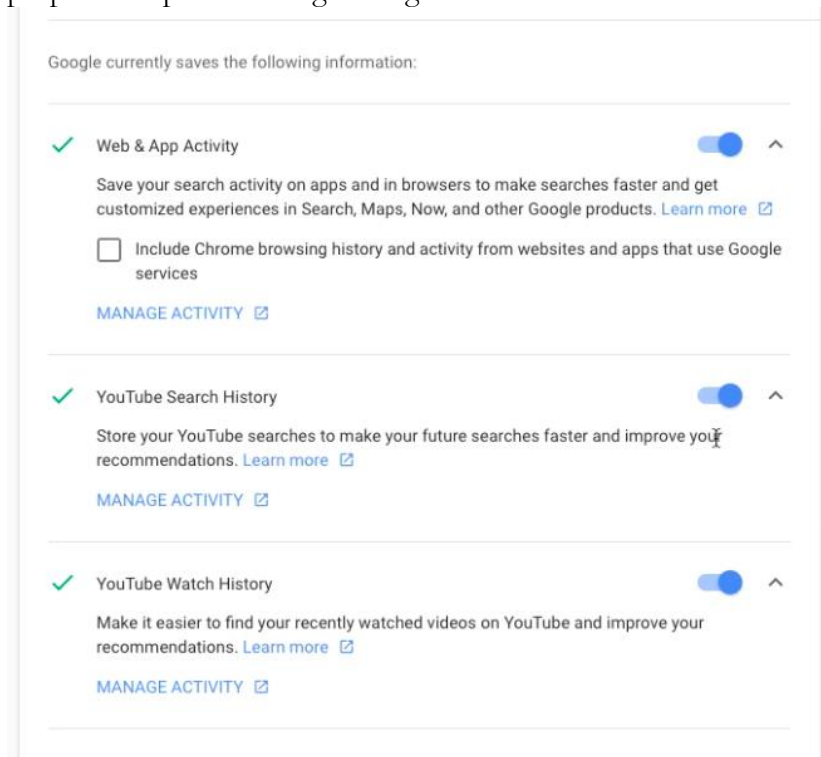 Google currently saves the following information:
Web & App Activity
Save your search activity on apps and in browsers to make searches faster and get
customized experiences in Search, Maps, Now, and other Google products. Learn more
Include Chrome browsing history and activity from websites and apps that use Google
services
MANAGE ACTIVITY
YouTube Search History
Store your YouTube searches to make your future searches faster and improve your
recommendations. Learn more
MANAGE ACTIVITY
YouTube Watch History
Make it easier to find your recently watched videos on YouTube and improve your
recommendations. Learn more
MANAGE ACTIVITY